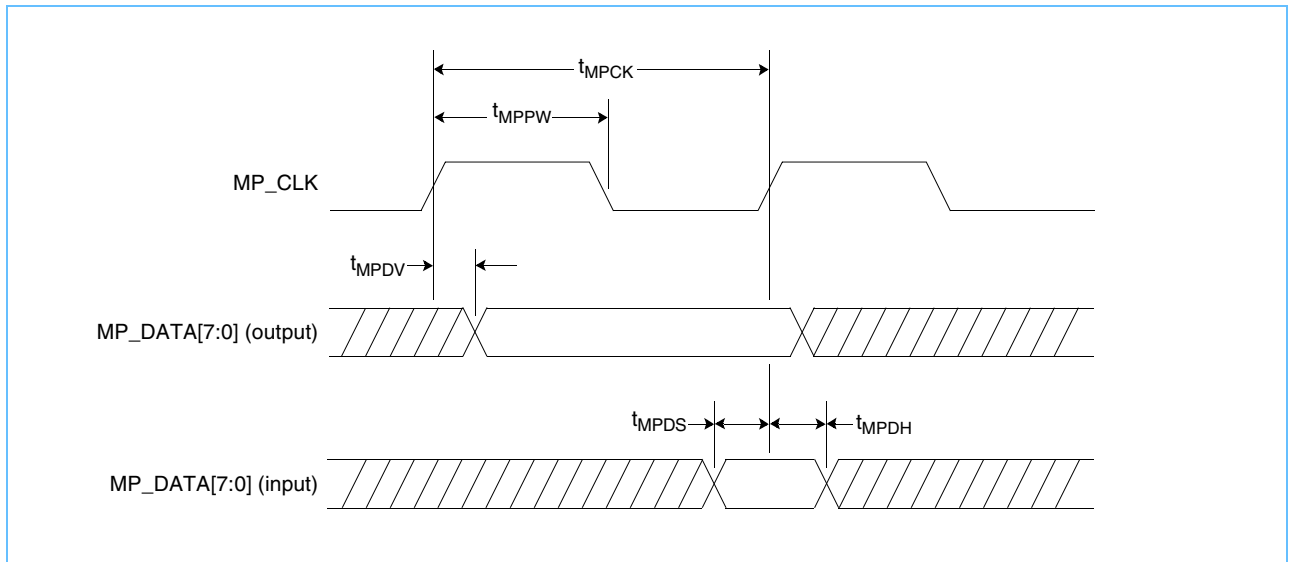 tMPCK
tMPPW
MP_CLK
tMPDV
MP_DATA[7:0] (output)
tMPDS
tMPDH
MP_DATA[7:0] (input)